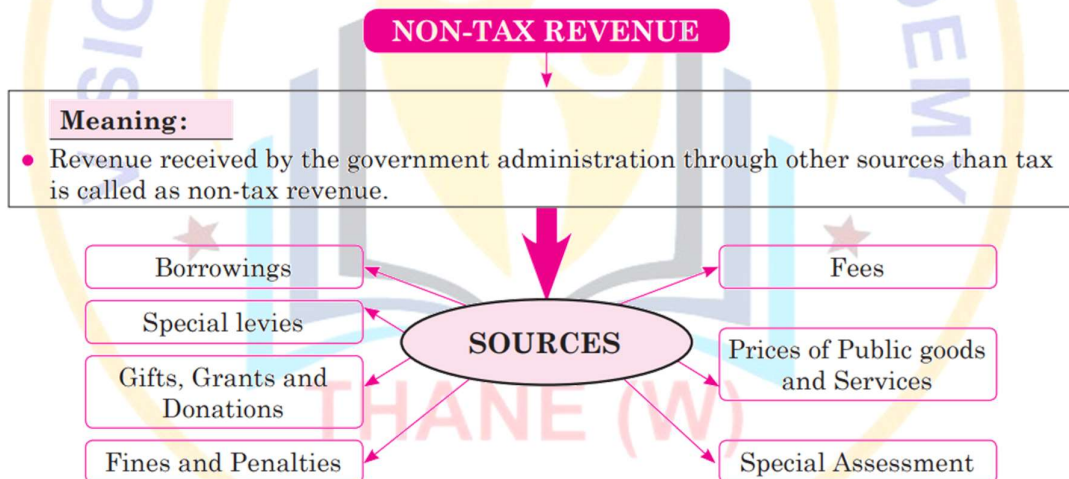 NON-TAX REVENUE
Meaning:
● Revenue received by the government administration through other sources than tax
is called as non-tax revenue.
SOURCES
Borrowings
Special levies
Gifts, Grants and
Donations
Fines and Penalties
Fees
Prices of Public goods
and Services
Special Assessment
THANE (W)